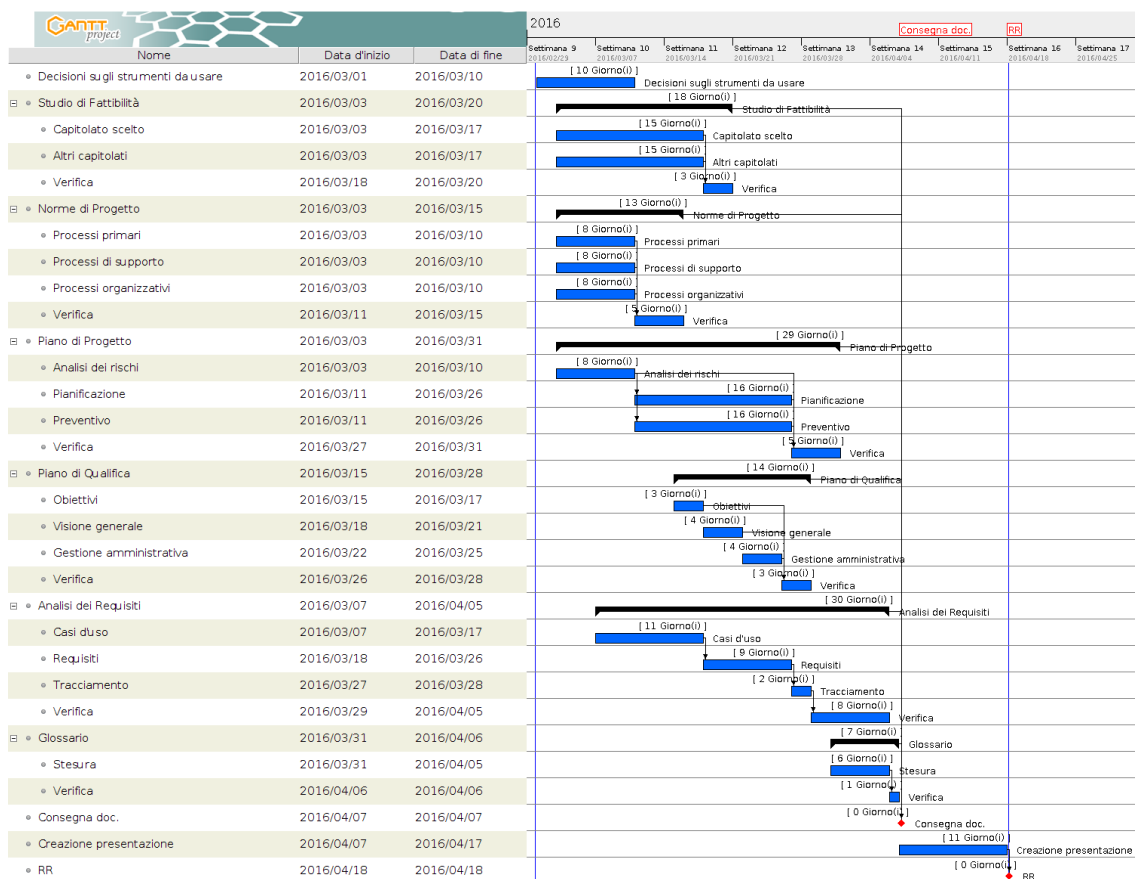 GANTT
project
2016
Consegna doc. RR
Nome Data d'inizio Data di fine
Settimana 9 Settimana 10 Settimana 11 Settimana 12 Settimana 13 Settimana 14 Settimana 15 Settimana 16 Settimana 17
2016/02/29 2016/03/07 2016/03/14 2016/03/21 2016/03/28 2016/04/04 2016/04/11 2016/04/18 2016/04/25
Decisioni sugli strumenti da usare 2016/03/01 2016/03/10 [ 10 Giorno(i) ] Decisioni sugli strumenti da usare
Studio di Fattibilità 2016/03/03 2016/03/20 [ 18 Giorno(i) ] Studio di Fattibilità
Capitolato scelto 2016/03/03 2016/03/17 [ 15 Giorno(i) ] Capitolato scelto
Altri capitolati 2016/03/03 2016/03/17 [ 15 Giorno(i) ] Altri capitolati
Verifica 2016/03/18 2016/03/20 [ 3 Giorno(i) ] Verifica
Norme di Progetto 2016/03/03 2016/03/15 [ 13 Giorno(i) ] Norme di Progetto
Processi primari 2016/03/03 2016/03/10 [ 8 Giorno(i) ] Processi primari
Processi di supporto 2016/03/03 2016/03/10 [ 8 Giorno(i) ] Processi di supporto
Processi organizzativi 2016/03/03 2016/03/10 [ 8 Giorno(i) ] Processi organizzativi
Verifica 2016/03/11 2016/03/15 [ 5 Giorno(i) ] Verifica
Piano di Progetto 2016/03/03 2016/03/31 [ 29 Giorno(i) ] Piano di Progetto
Analisi dei rischi 2016/03/03 2016/03/10 [ 8 Giorno(i) ] Analisi dei rischi
Pianificazione 2016/03/11 2016/03/26 [ 16 Giorno(i) ] Pianificazione
Preventivo 2016/03/11 2016/03/26 [ 16 Giorno(i) ] Preventivo
Verifica 2016/03/27 2016/03/31 [ 5 Giorno(i) ] Verifica
Piano di Qualifica 2016/03/15 2016/03/28 [ 14 Giorno(i) ] Piano di Qualifica
Obiettivi 2016/03/15 2016/03/17 [ 3 Giorno(i) ] Obiettivi
Visione generale 2016/03/18 2016/03/21 [ 4 Giorno(i) ] Visione generale
Gestione amministrativa 2016/03/22 2016/03/25 [ 4 Giorno(i) ] Gestione amministrativa
Verifica 2016/03/26 2016/03/28 [ 3 Giorno(i) ] Verifica
Analisi dei Requisiti 2016/03/07 2016/04/05 [ 30 Giorno(i) ] Analisi dei Requisiti
Casi d'uso 2016/03/07 2016/03/17 [ 11 Giorno(i) ] Casi d'uso
Requisiti 2016/03/18 2016/03/26 [ 9 Giorno(i) ] Requisiti
Tracciamento 2016/03/27 2016/03/28 [ 2 Giorno(i) ] Tracciamento
Verifica 2016/03/29 2016/04/05 [ 8 Giorno(i) ] Verifica
Glossario 2016/03/31 2016/04/06 [ 7 Giorno(i) ] Glossario
Stesura 2016/03/31 2016/04/05 [ 6 Giorno(i) ] Stesura
Verifica 2016/04/06 2016/04/06 [ 1 Giorno(i) ] Verifica
Consegna doc. 2016/04/07 2016/04/07 [ 0 Giorno(i) ] Consegna doc.
Creazione presentazione 2016/04/07 2016/04/17 [ 11 Giorno(i) ] Creazione presentazione
RR 2016/04/18 2016/04/18 [ 0 Giorno(i) ] RR